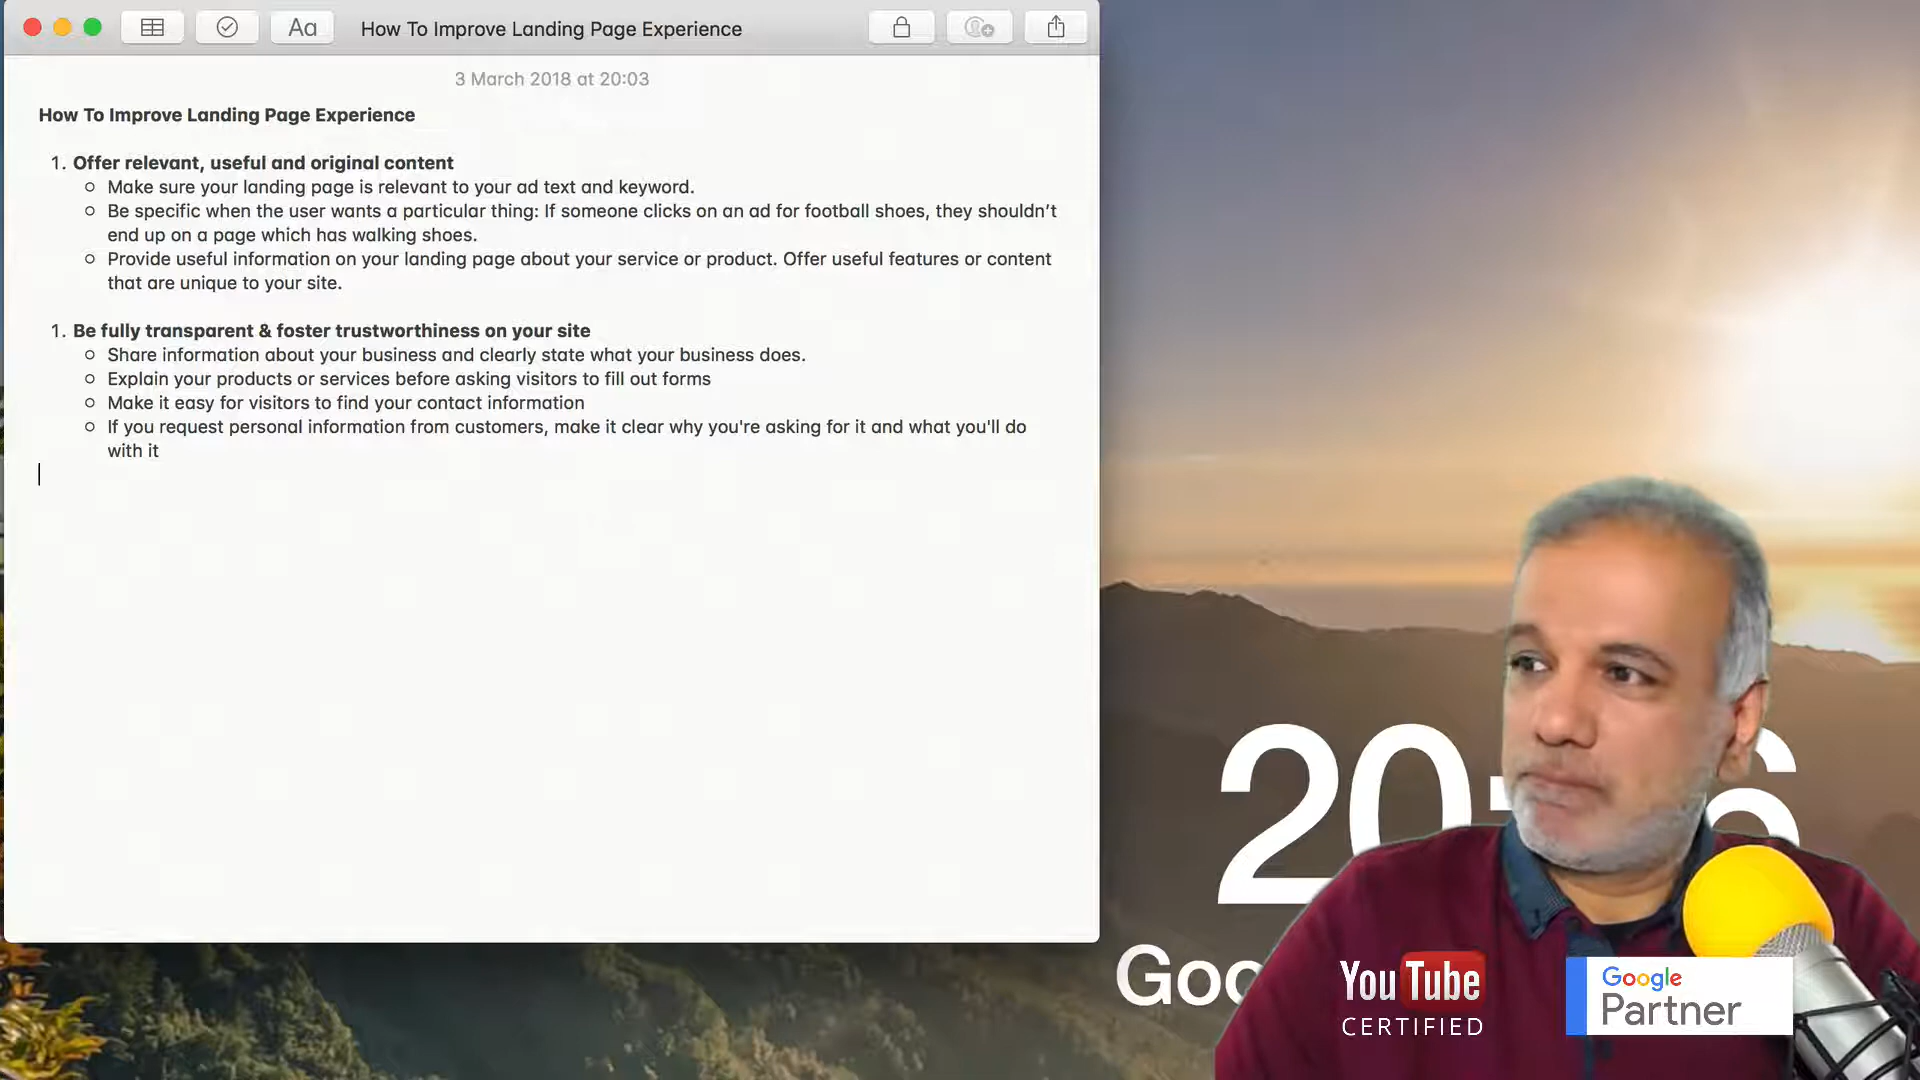 Aa
How To Improve Landing Page Experience
3 March 2018 at 20:03
How To Improve Landing Page Experience
1. Offer relevant, useful and original content
Make sure your landing page is relevant to your ad text and keyword.
Be specific when the user wants a particular thing: If someone clicks on an ad for football shoes, they shouldn’t
end up on a page which has walking shoes.
Provide useful information on your landing page about your service or product. Offer useful features or content
that are unique to your site.
1. Be fully transparent & foster trustworthiness on your site
Share information about your business and clearly state what your business does.
Explain your products or services before asking visitors to fill out forms
Make it easy for visitors to find your contact information
If you request personal information from customers, make it clear why you're asking for it and what you'll do
with it
YouTube
CERTIFIED
Google
Partner